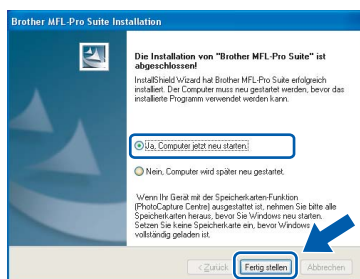 Brother MFL-Pro Suite Installation
Die Installation von "Brother MFL-Pro Suite" ist
abgeschlossen!
InstallShield Wizard hat Brother MFL-Pro Suite erfolgreich
installiert. Der Computer muss neu gestartet werden, bevor das
installierte Programm verwendet werden kann.
Ja, Computer jetzt neu starten.
Nein, Computer wird später neu gestartet.
Wenn Ihr Gerät mit der Speicherkarten-Funktion
(PhotoCapture Centre) ausgestattet ist, nehmen Sie bitte alle
Speicherkarten heraus, bevor Sie Windows neu starten.
Setzen Sie keine Speicherkarte ein, bevor Windows
vollständig geladen ist.
< Zurück
Fertig stellen
Abbrechen